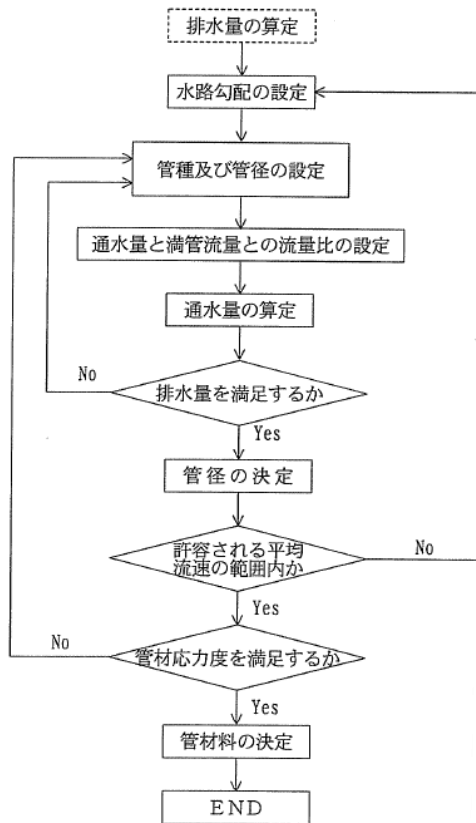 排水量の算定
水路勾配の設定
管種及び管径の設定
通水量と満管流量との流量比の設定
通水量の算定
No
排水量を満足するか
Yes
管径の決定
許容される平均
流速の範囲内か
No
Yes
No
管材応力度を満足するか
Yes
管材料の決定
END